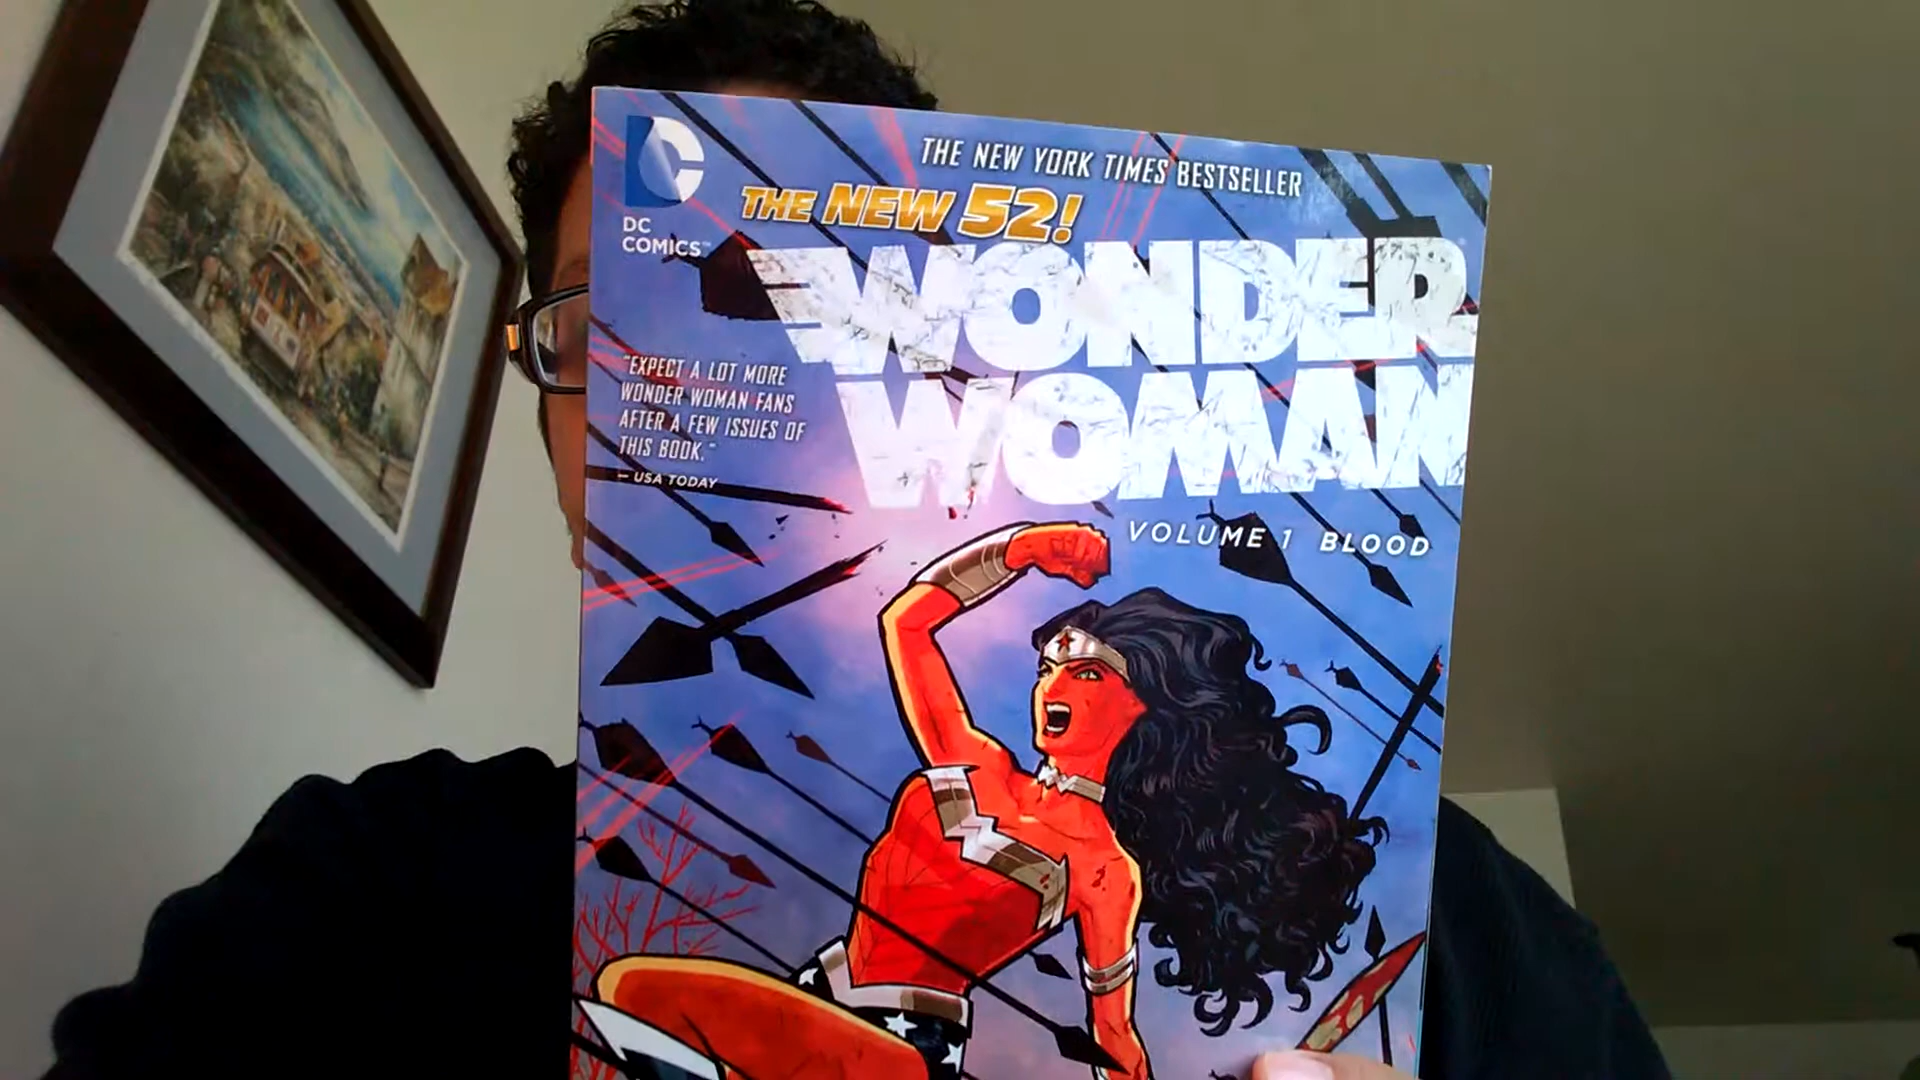 THE NEW YORK TIMES BESTSELLER
THE NEW 52!
DC
DC
COMICS™
WONDER
WOMAN
"EXPECT A LOT MORE
WONDER WOMAN FANS
AFTER A FEW ISSUES OF
THIS BOOK."
— USA TODAY
VOLUME 1 BLOOD